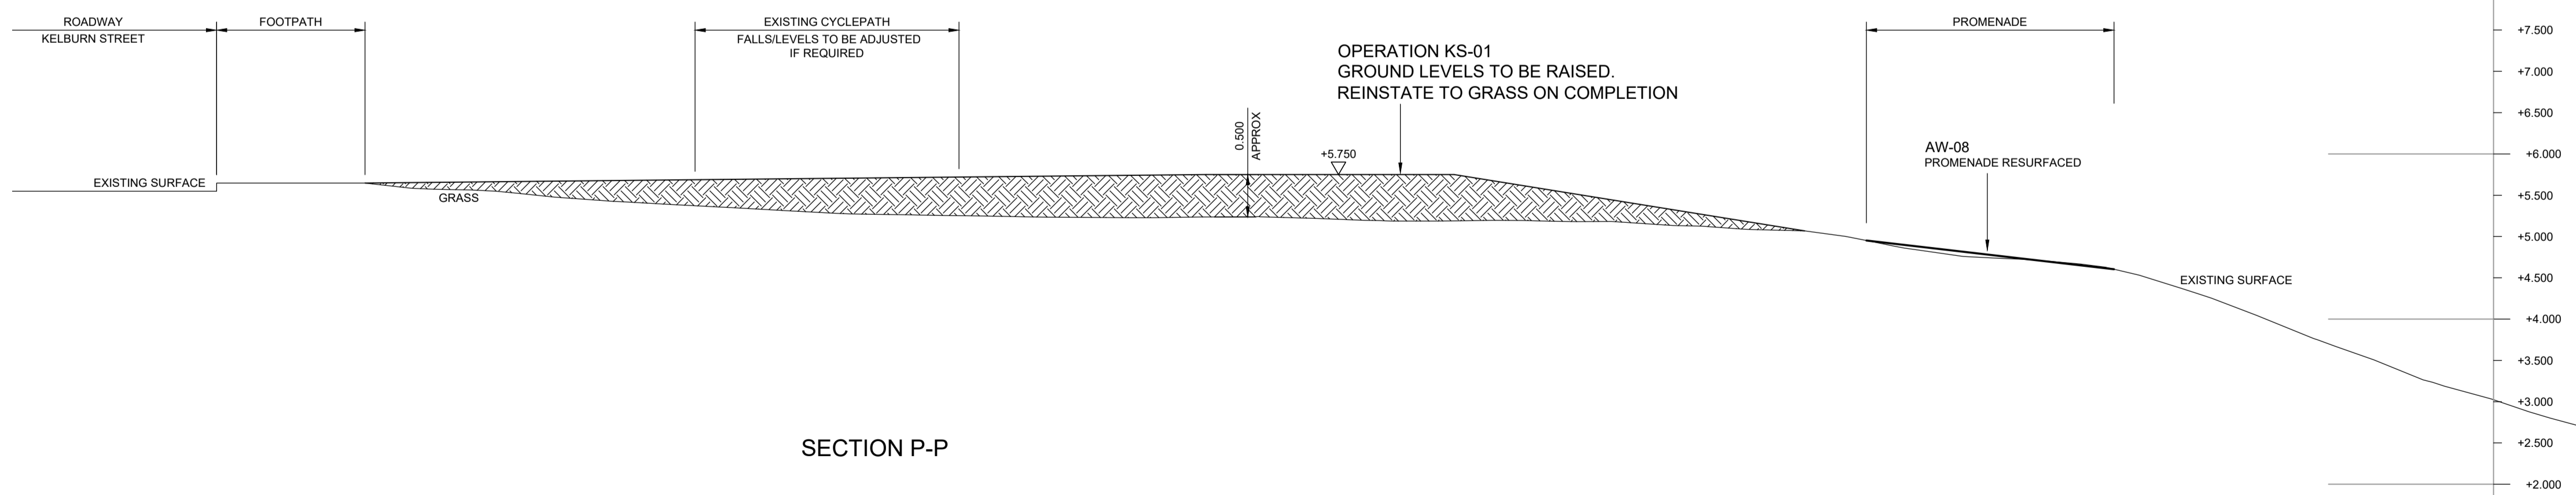 ROADWAY
KELBURN STREET
FOOTPATH
EXISTING CYCLEPATH
FALLS/LEVELS TO BE ADJUSTED
IF REQUIRED
OPERATION KS-01
GROUND LEVELS TO BE RAISED.
REINSTATE TO GRASS ON COMPLETION
PROMENADE
0.500
APPROX
+5.750
AW-08
PROMENADE RESURFACED
EXISTING SURFACE
GRASS
EXISTING SURFACE
+7.500
+7.000
+6.500
+6.000
+5.500
+5.000
+4.500
+4.000
+3.500
+3.000
+2.500
+2.000
SECTION P-P